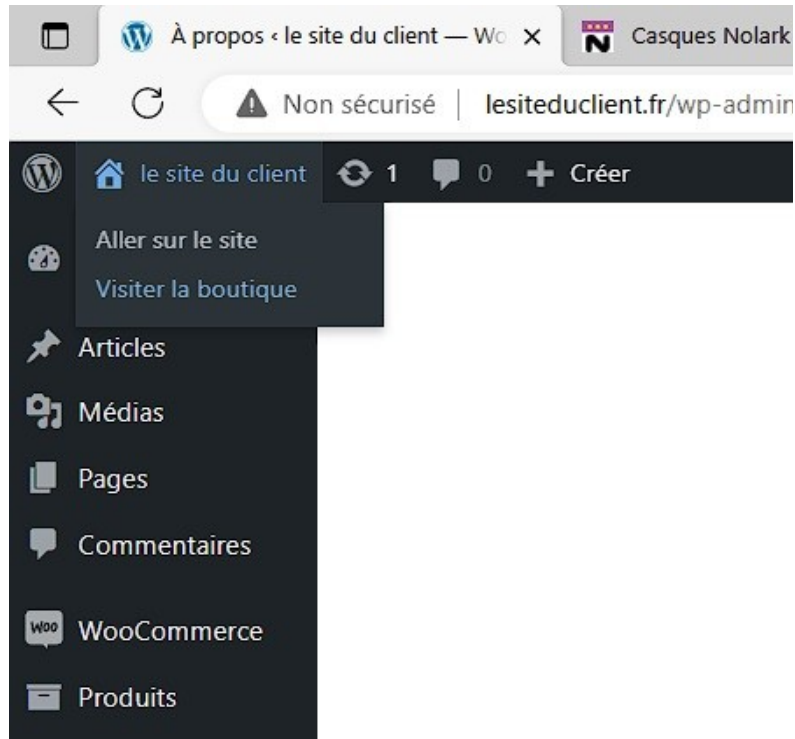 À propos ‹ le site du client — Wo
Casques Nolark
Non sécurisé | lesiteduclient.fr/wp-admin
le site du client 1 0 Créer
Aller sur le site
Visiter la boutique
Articles
Médias
Pages
Commentaires
Woo WooCommerce
Produits